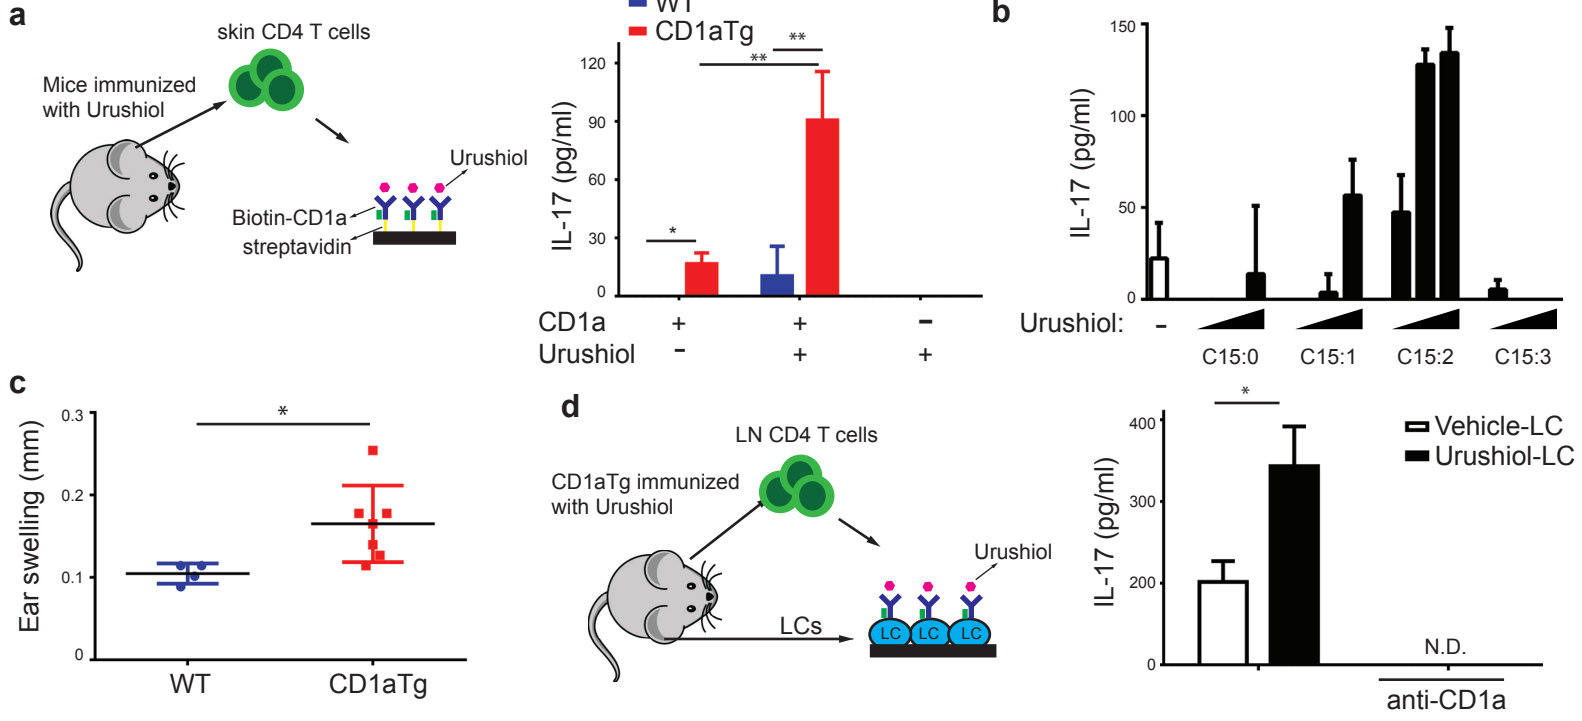 a
skin CD4 T cells
Mice immunized
with Urushiol
Urushiol
Biotin-CD1a
streptavidin
WT
CD1aTg
**
**
*
IL-17 (pg/ml)
120
90
60
30
0
CD1a + + −
Urushiol − + +
b
IL-17 (pg/ml)
150
100
50
0
Urushiol: −
C15:0 C15:1 C15:2 C15:3
c
Ear swelling (mm)
0.3
0.2
0.1
0
*
WT CD1aTg
d
LN CD4 T cells
CD1aTg immunized
with Urushiol
Urushiol
LCs
LC LC LC
IL-17 (pg/ml)
400
300
200
0
*
Vehicle-LC
Urushiol-LC
N.D.
anti-CD1a